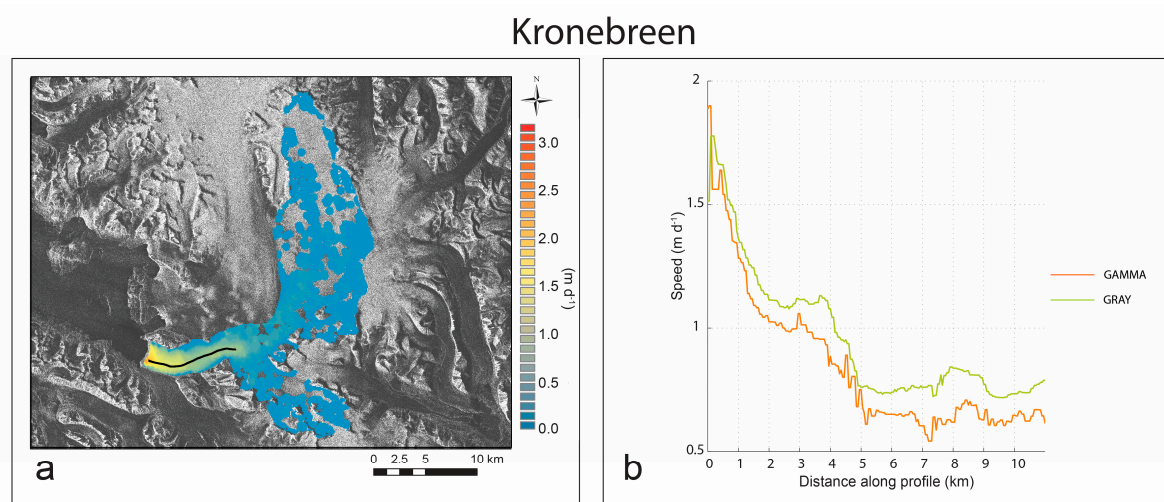 Kronebreen
N
3.0
2.5
2.0
1.5
1.0
0.5
0.0
(m d-1)
a
0 2.5 5 10 km
2
1.5
1
0.5
Speed (m d-1)
0 1 2 3 4 5 6 7 8 9 10
Distance along profile (km)
GAMMA
GRAY
b